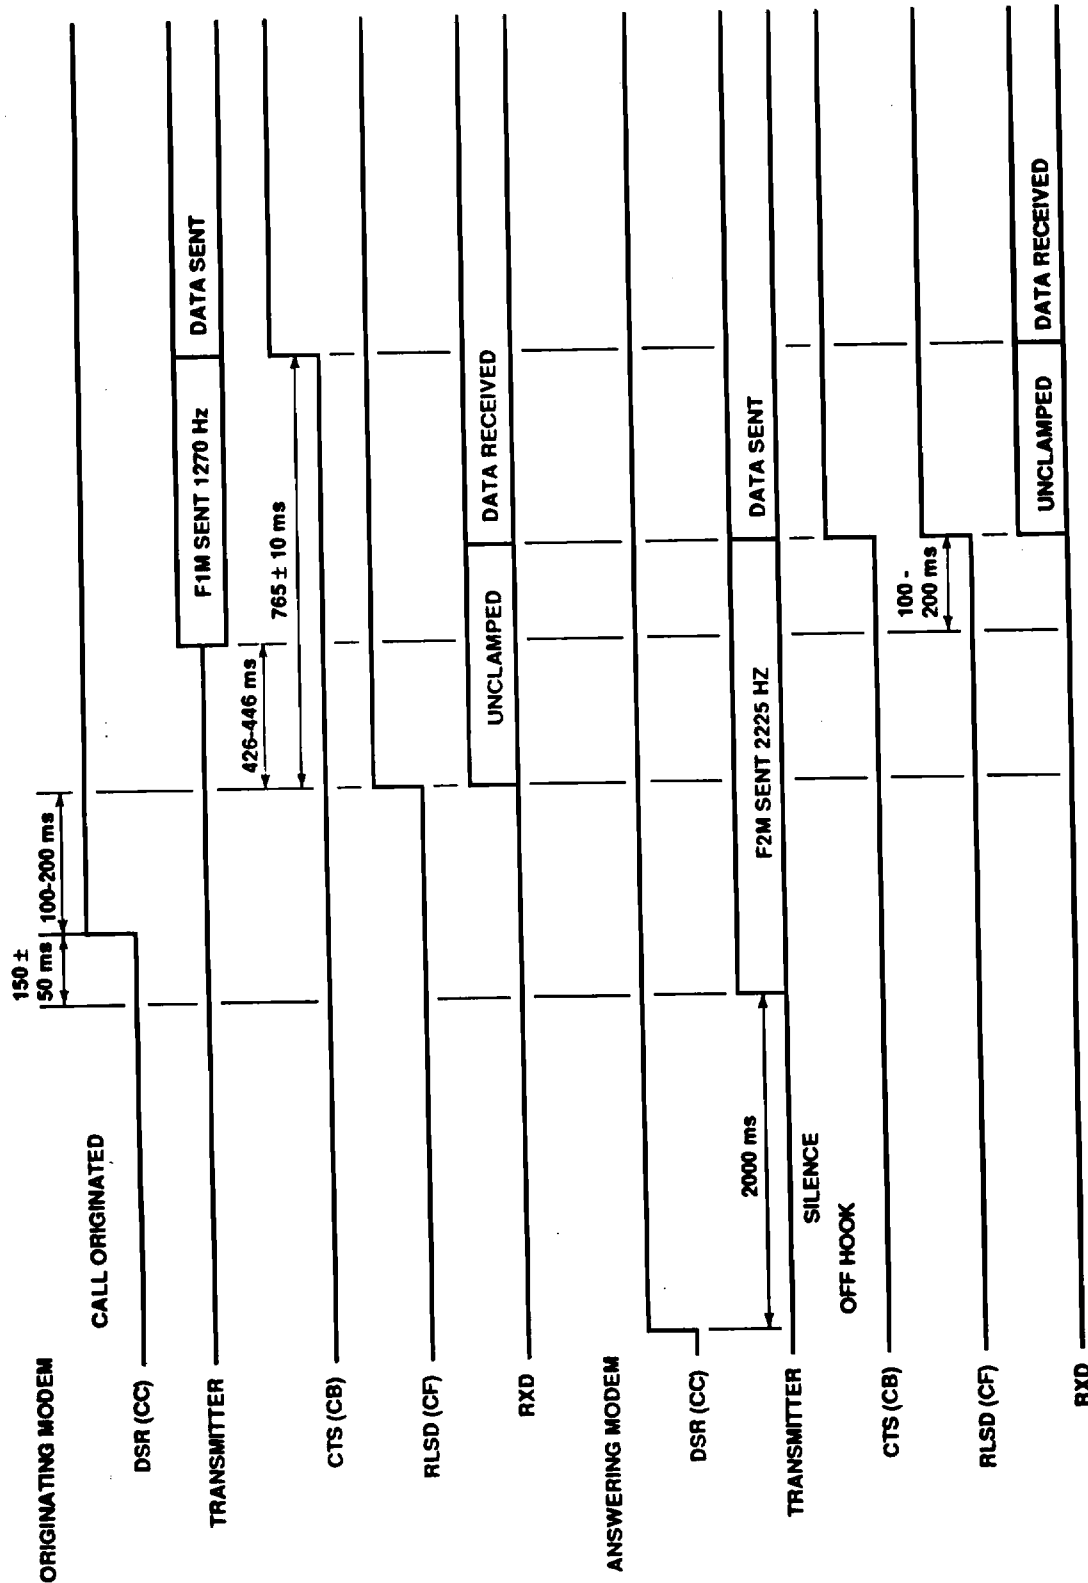 ORIGINATING MODEM
150 ±
50 ms
100-200 ms
CALL ORIGINATED
DSR (CC)
TRANSMITTER
F1M SENT 1270 Hz
DATA SENT
426-446 ms
765 ± 10 ms
CTS (CB)
RLSD (CF)
RXD
UNCLAMPED
DATA RECEIVED
ANSWERING MODEM
DSR (CC)
2000 ms
TRANSMITTER
F2M SENT 2225 HZ
DATA SENT
SILENCE
OFF HOOK
CTS (CB)
100 -
200 ms
RLSD (CF)
RXD
UNCLAMPED
DATA RECEIVED